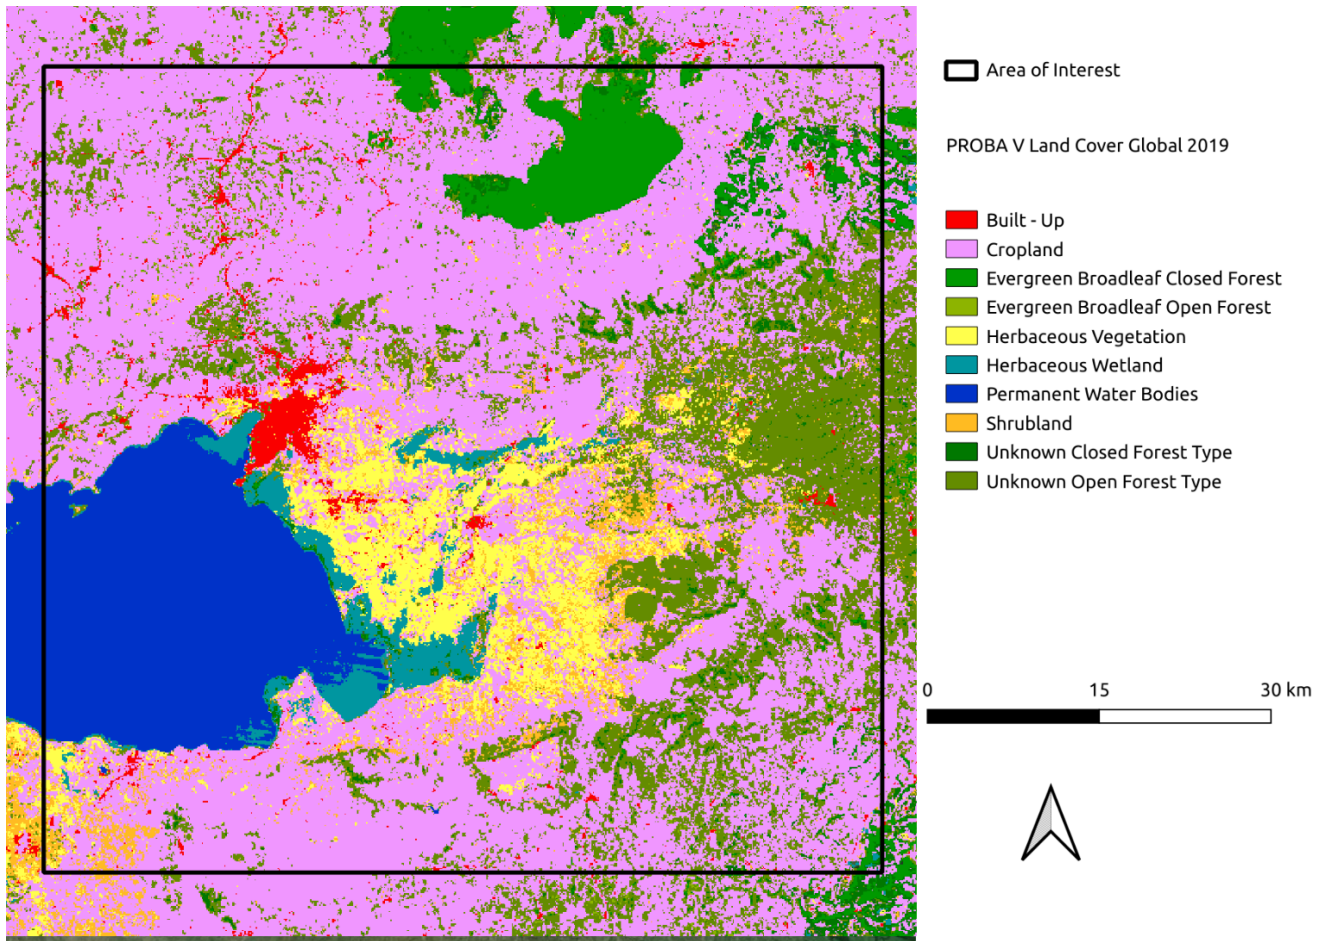 Area of Interest
PROBA V Land Cover Global 2019
Built - Up
Cropland
Evergreen Broadleaf Closed Forest
Evergreen Broadleaf Open Forest
Herbaceous Vegetation
Herbaceous Wetland
Permanent Water Bodies
Shrubland
Unknown Closed Forest Type
Unknown Open Forest Type
0 15 30 km